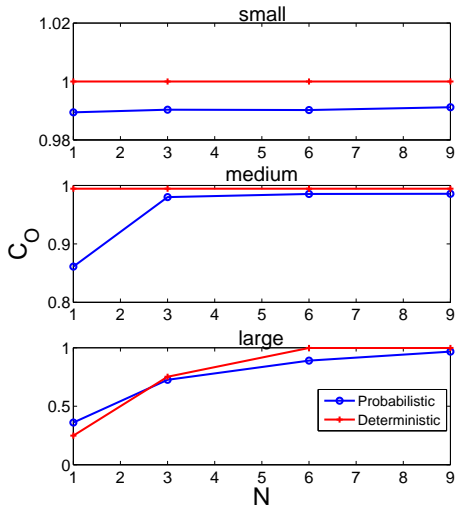 small
1.02
1
0.98
1 2 3 4 5 6 7 8 9
medium
1
0.9
0.8
1 2 3 4 5 6 7 8 9
C_O
large
1
0.5
0
1 2 3 4 5 6 7 8 9
Probabilistic
Deterministic
N